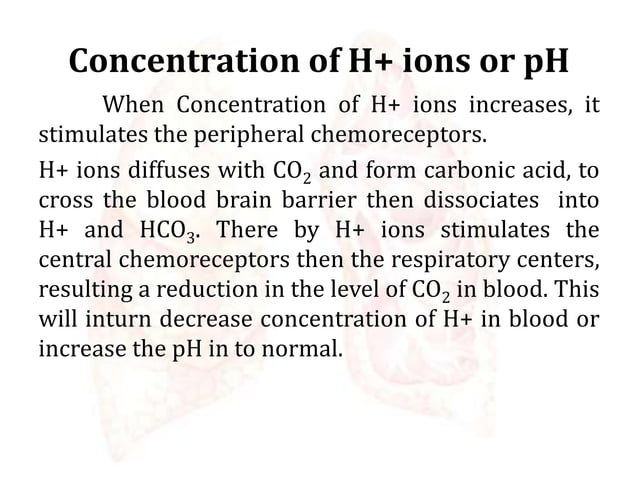 Concentration of H+ ions or pH
When Concentration of H+ ions increases, it
stimulates the peripheral chemoreceptors.
H+ ions diffuses with CO₂ and form carbonic acid, to
cross the blood brain barrier then dissociates into
H+ and HCO₃. There by H+ ions stimulates the
central chemoreceptors then the respiratory centers,
resulting a reduction in the level of CO₂ in blood. This
will inturn decrease concentration of H+ in blood or
increase the pH in to normal.